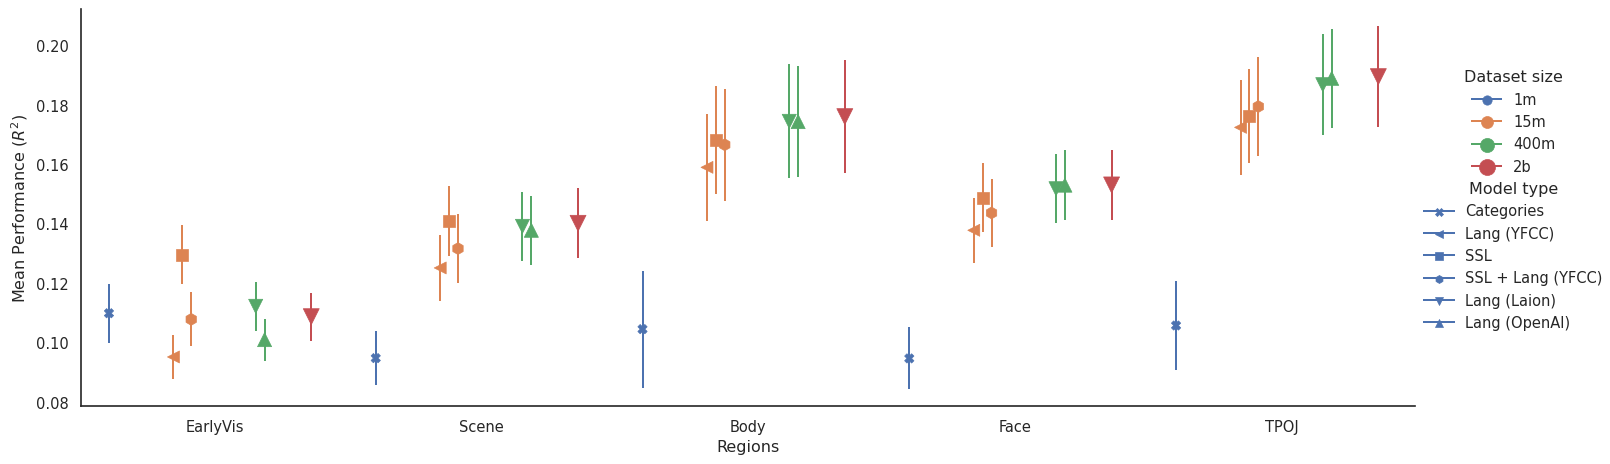 Mean Performance (R²)
0.20
0.18
0.16
0.14
0.12
0.10
0.08
EarlyVis
Scene
Body
Face
TPOJ
Regions
Dataset size
1m
15m
400m
2b
Model type
Categories
Lang (YFCC)
SSL
SSL + Lang (YFCC)
Lang (Laion)
Lang (OpenAI)